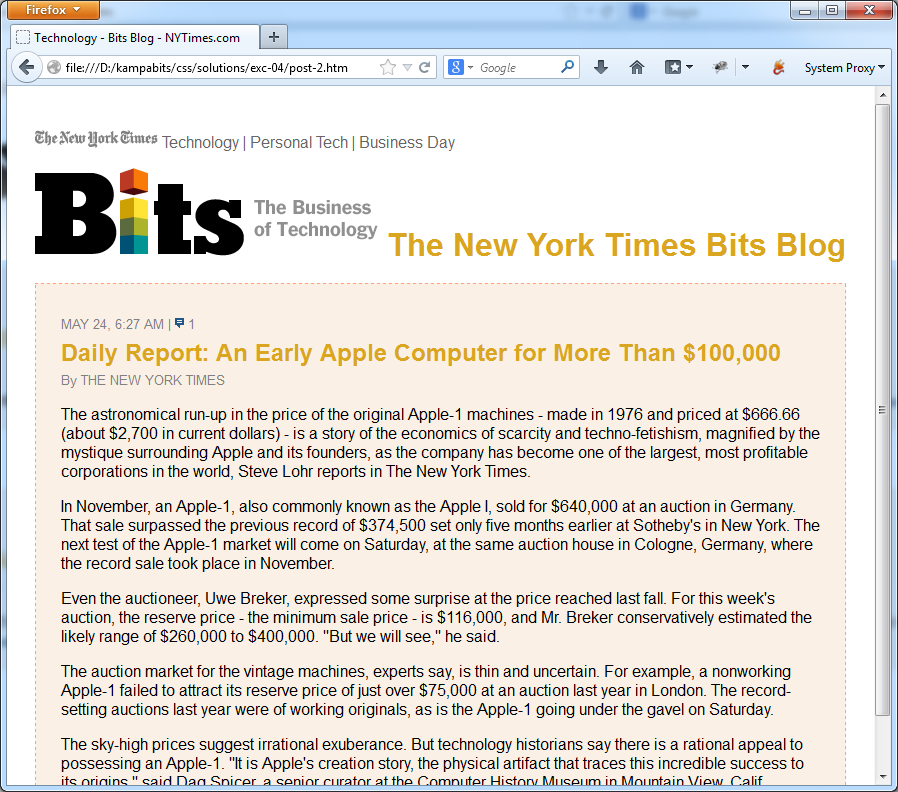 Firefox
Technology - Bits Blog - NYTimes.com
file:///D:/kampabits/css/solutions/exc-04/post-2.htm
Google
System Proxy
The New York Times Technology | Personal Tech | Business Day
Bits
The Business
of Technology
The New York Times Bits Blog
MAY 24, 6:27 AM | 1
Daily Report: An Early Apple Computer for More Than $100,000
By THE NEW YORK TIMES
The astronomical run-up in the price of the original Apple-1 machines - made in 1976 and priced at $666.66
(about $2,700 in current dollars) - is a story of the economics of scarcity and techno-fetishism, magnified by the
mystique surrounding Apple and its founders, as the company has become one of the largest, most profitable
corporations in the world, Steve Lohr reports in The New York Times.
In November, an Apple-1, also commonly known as the Apple I, sold for $640,000 at an auction in Germany.
That sale surpassed the previous record of $374,500 set only five months earlier at Sotheby's in New York. The
next test of the Apple-1 market will come on Saturday, at the same auction house in Cologne, Germany, where
the record sale took place in November.
Even the auctioneer, Uwe Breker, expressed some surprise at the price reached last fall. For this week's
auction, the reserve price - the minimum sale price - is $116,000, and Mr. Breker conservatively estimated the
likely range of $260,000 to $400,000. "But we will see," he said.
The auction market for the vintage machines, experts say, is thin and uncertain. For example, a nonworking
Apple-1 failed to attract its reserve price of just over $75,000 at an auction last year in London. The record-
setting auctions last year were of working originals, as is the Apple-1 going under the gavel on Saturday.
The sky-high prices suggest irrational exuberance. But technology historians say there is a rational appeal to
possessing an Apple-1. "It is Apple's creation story, the physical artifact that traces this incredible success to
its origins," said Dag Spicer, a senior curator at the Computer History Museum in Mountain View, Calif.